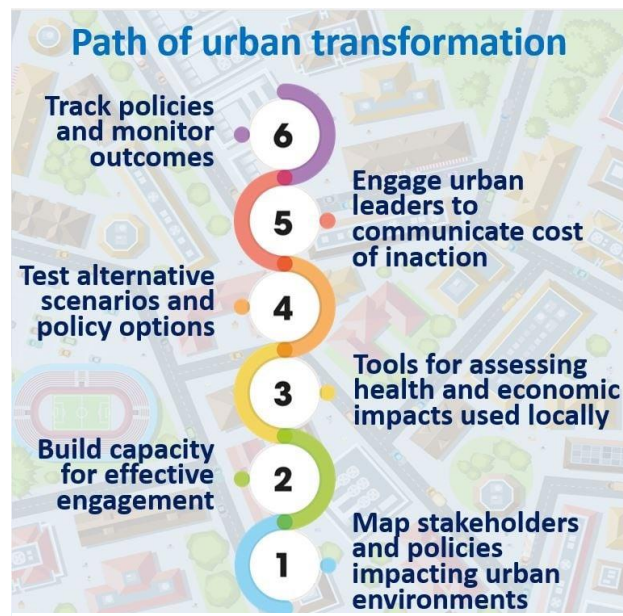 Path of urban transformation
6
Track policies
and monitor
outcomes
5
Engage urban
leaders to
communicate cost
of inaction
4
Test alternative
scenarios and
policy options
3
Tools for assessing
health and economic
impacts used locally
2
Build capacity
for effective
engagement
1
Map stakeholders
and policies
impacting urban
environments